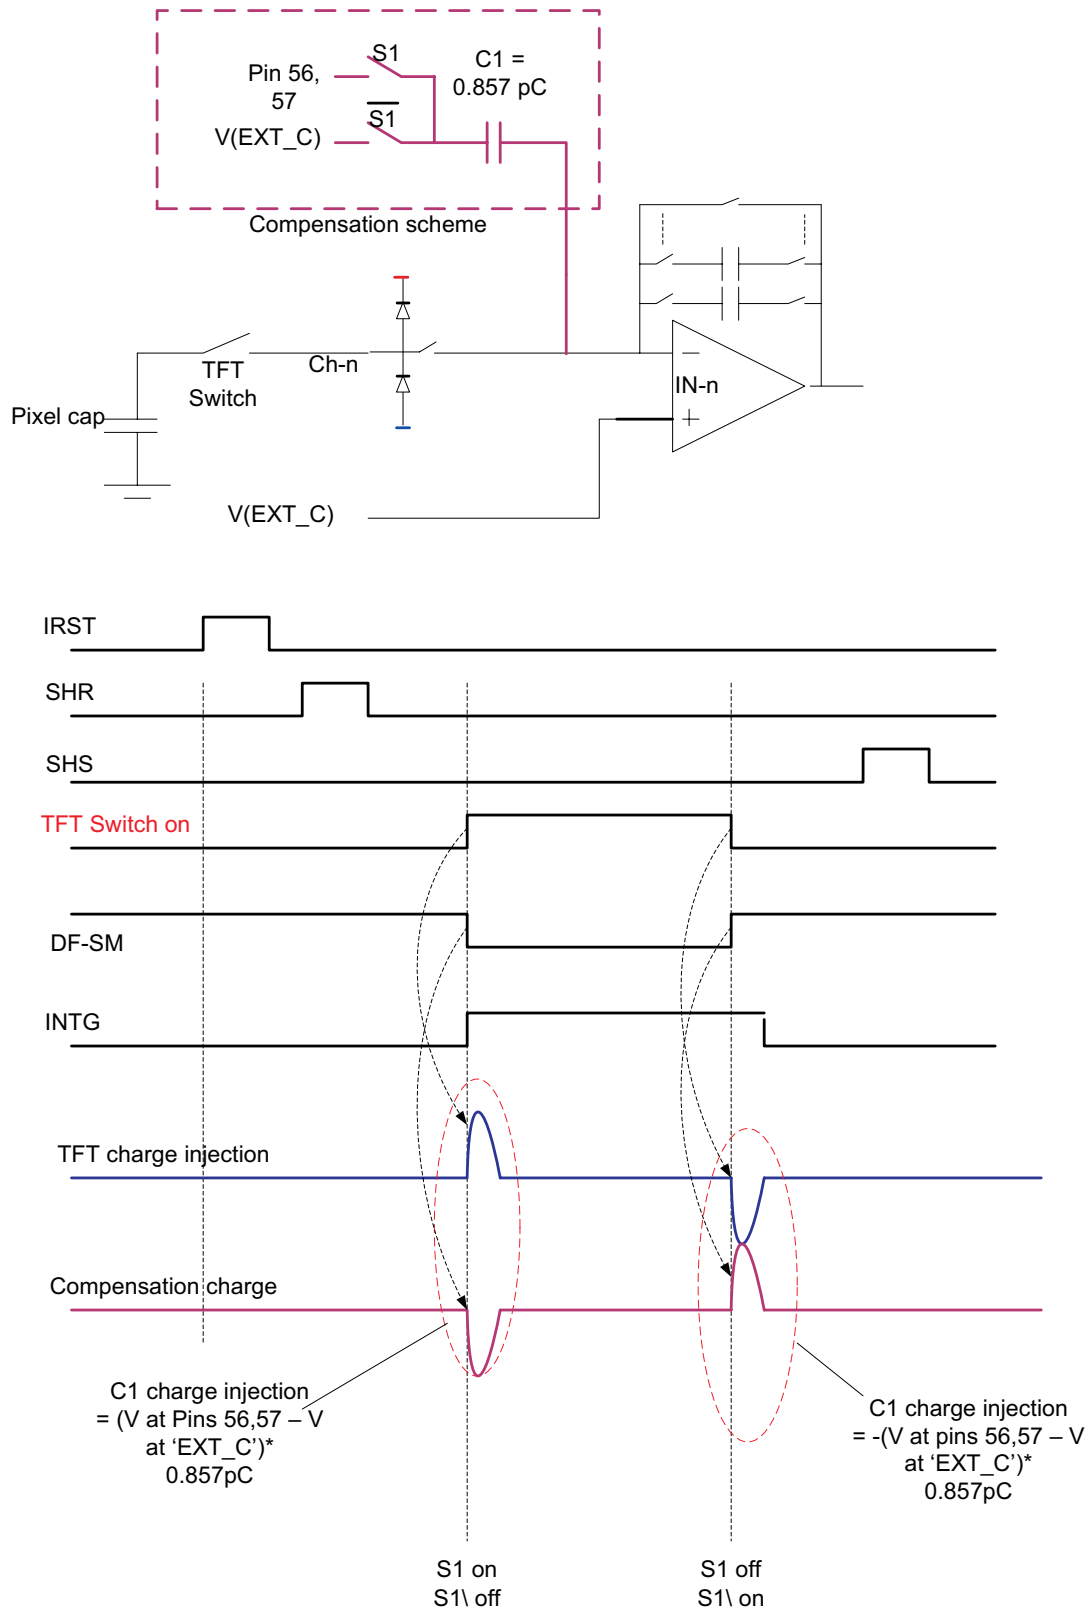 S1
C1 =
0.857 pC
Pin 56,
57
S1
V(EXT_C)
Compensation scheme
TFT
Switch
Ch-n
IN-n
Pixel cap
V(EXT_C)
IRST
SHR
SHS
TFT Switch on
DF-SM
INTG
TFT charge injection
Compensation charge
C1 charge injection
= (V at Pins 56,57 – V
at ‘EXT_C’)*
0.857pC
C1 charge injection
= -(V at pins 56,57 – V
at ‘EXT_C’)*
0.857pC
S1 on
S1\ off
S1 off
S1\ on